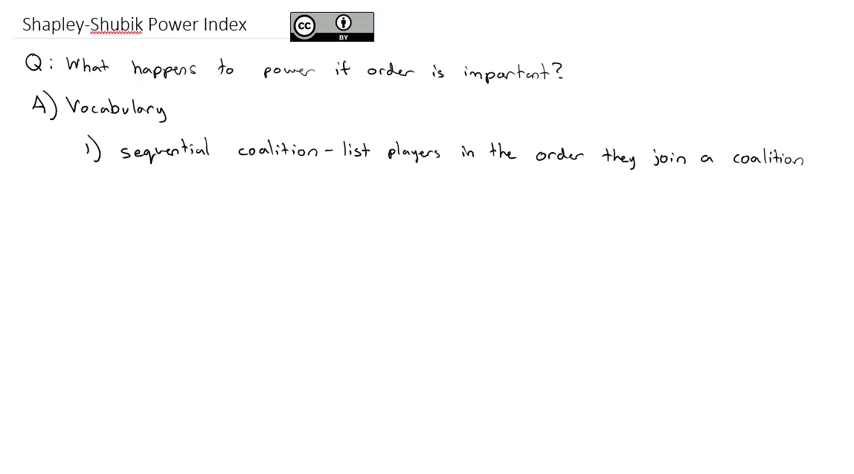 Shapley-Shubik Power Index
CC BY
Q: What happens to power if order is important?
A) Vocabulary
1) sequential coalition - list players in the order they join a coalition